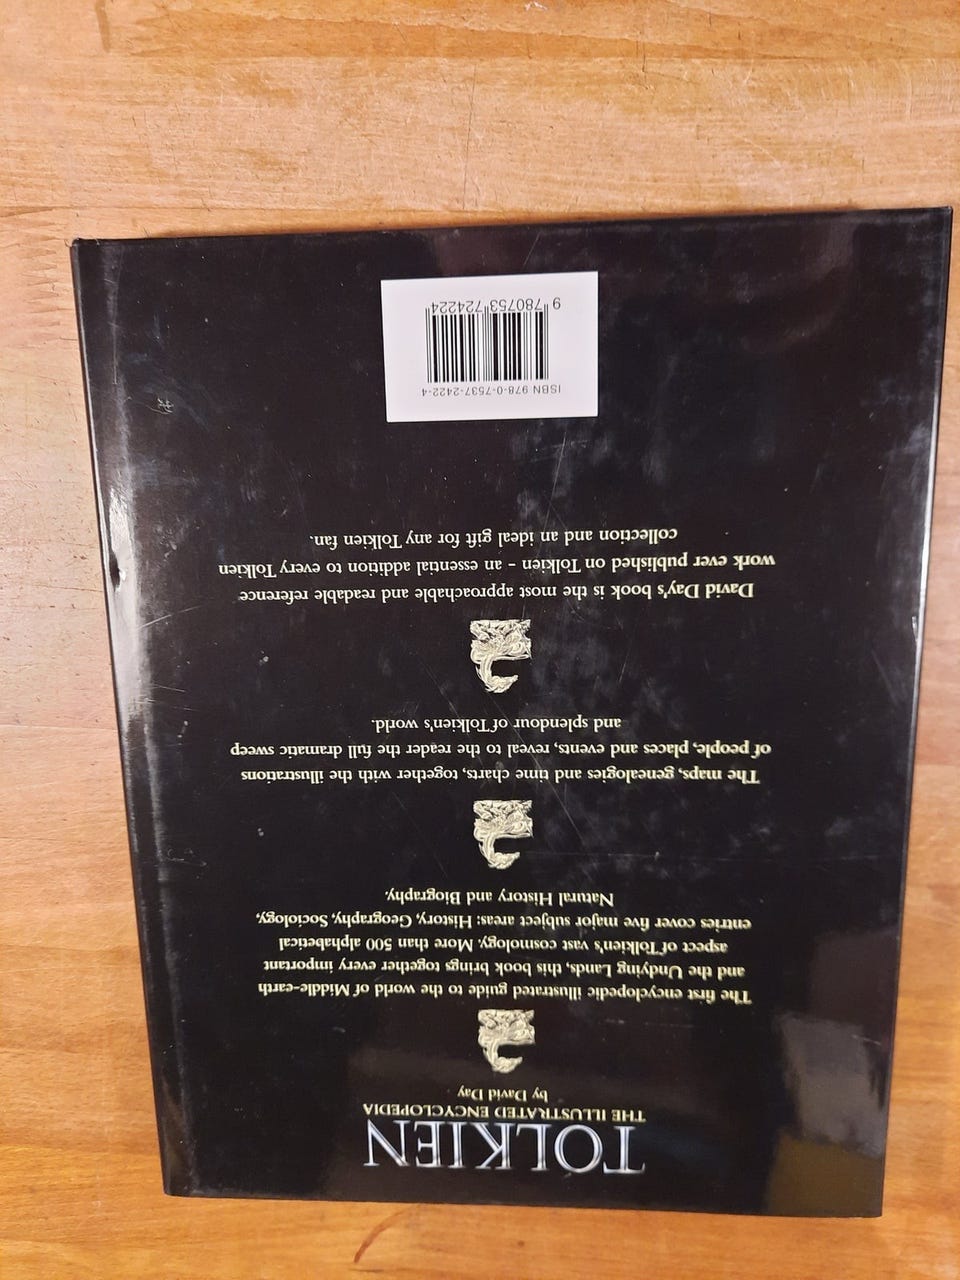 TOLKIEN
THE ILLUSTRATED ENCYCLOPEDIA
by David Day
The first encyclopedic illustrated guide to the world of Middle-earth
and the Undying Lands, this book brings together every important
aspect of Tolkien's vast cosmology. More than 500 alphabetical
entries cover five major subject areas: History, Geography, Sociology,
Natural History and Biography.
The maps, genealogies and time charts, together with the illustrations
of people, places and events, reveal to the reader the full dramatic sweep
and splendour of Tolkien's world.
David Day's book is the most approachable and readable reference
work ever published on Tolkien – an essential addition to every Tolkien
collection and an ideal gift for any Tolkien fan.
ISBN 978-0-7537-2422-4
9 780753 724224